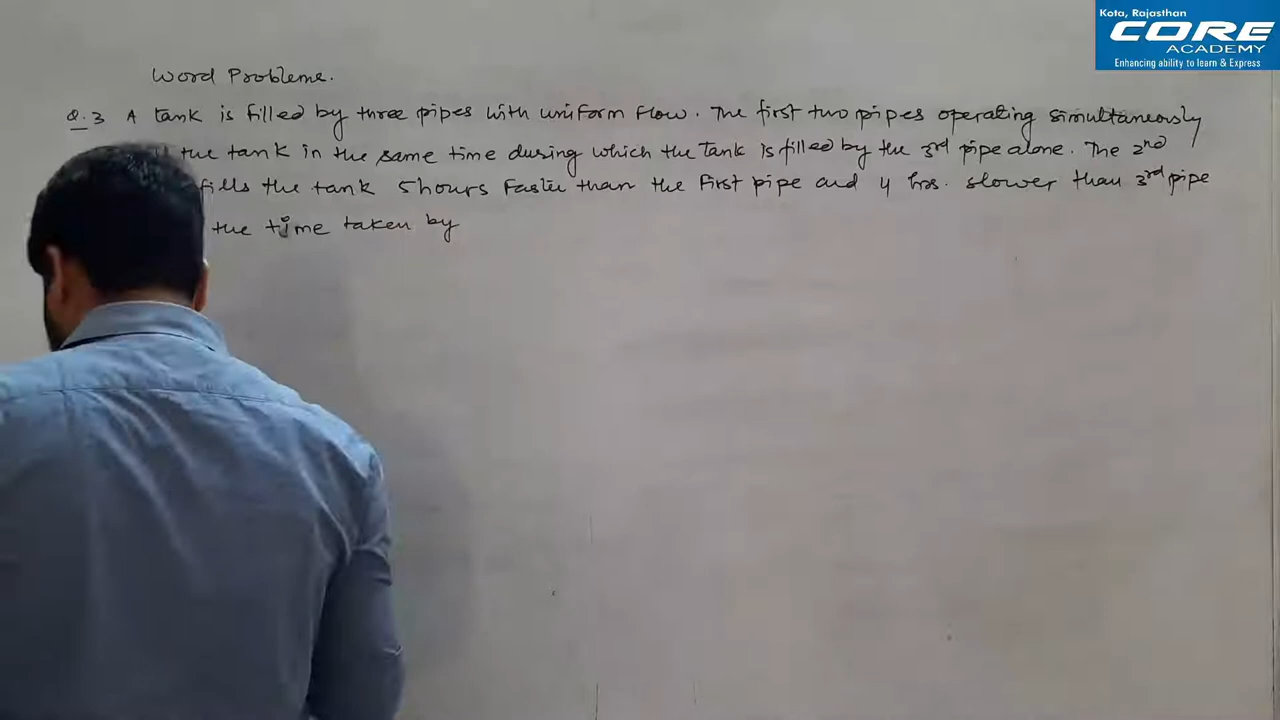 Kota, Rajasthan
CORE
ACADEMY
Enhancing ability to learn & Express
Word Probleme.
Q.3 A tank is filled by three pipes with uniform flow. The first two pipes operating simultaneously
the tank in the same time during which the tank is filled by the 3rd pipe alone. The 2nd
fills the tank 5 hours faster than the first pipe and 4 hrs. slower than 3rd pipe
the time taken by